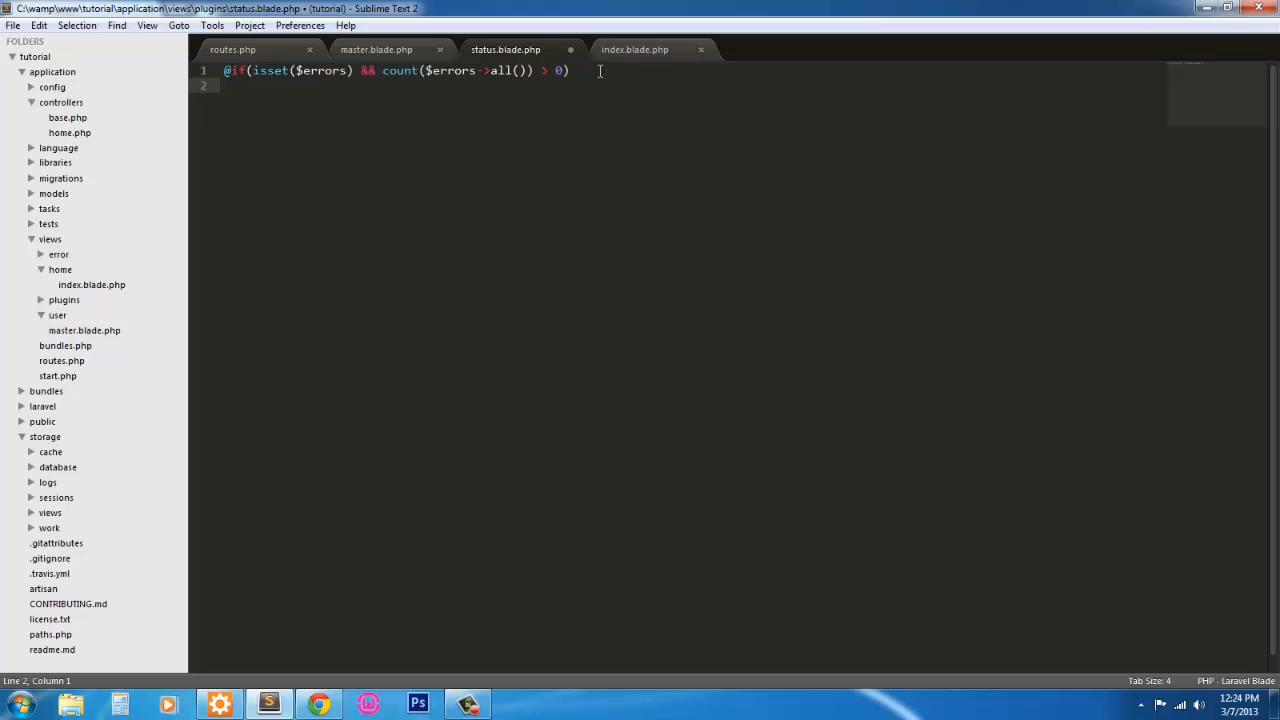 C:\wamp\www\tutorial\application\views\plugins\status.blade.php • (tutorial) - Sublime Text 2
File Edit Selection Find View Goto Tools Project Preferences Help
FOLDERS
tutorial
application
config
controllers
base.php
home.php
language
libraries
migrations
models
tasks
tests
views
error
home
index.blade.php
plugins
user
master.blade.php
bundles.php
routes.php
start.php
bundles
laravel
public
storage
cache
database
logs
sessions
views
work
.gitattributes
.gitignore
.travis.yml
artisan
CONTRIBUTING.md
license.txt
paths.php
readme.md
routes.php master.blade.php status.blade.php index.blade.php
1 @if(isset($errors) && count($errors->all()) > 0)
2
Line 2, Column 1 Tab Size: 4 PHP - Laravel Blade
S Ps
12:24 PM
3/7/2013